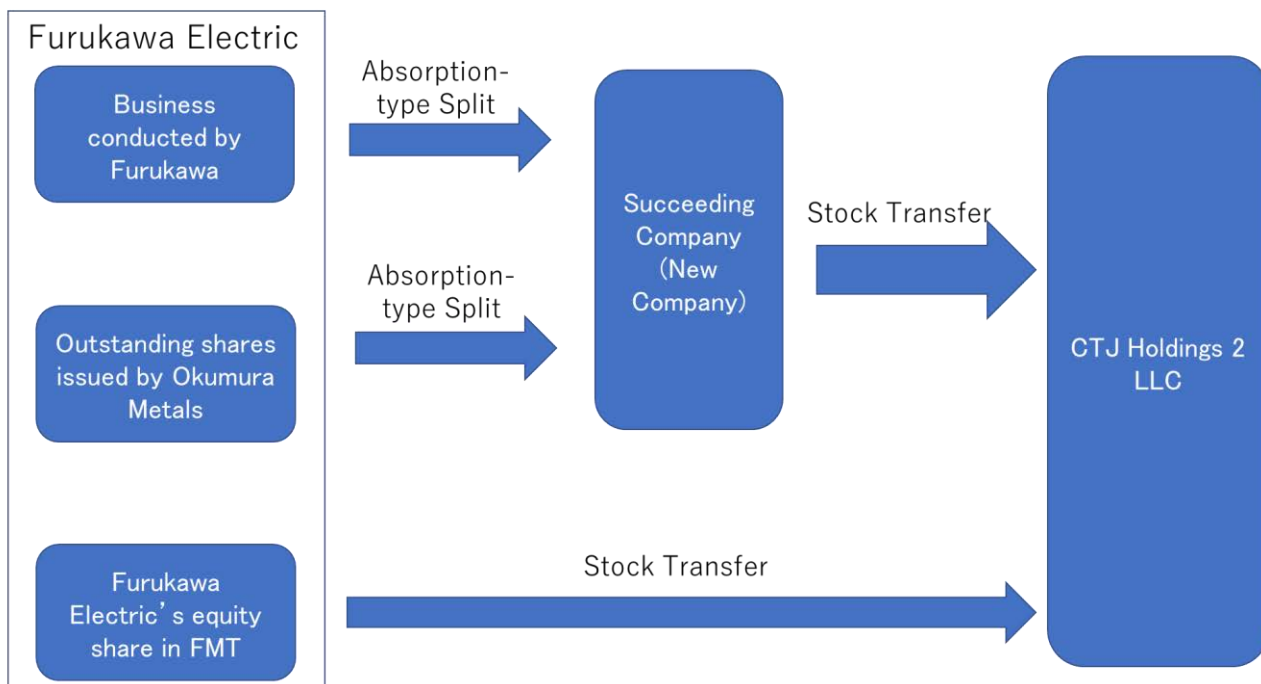 Furukawa Electric
Business
conducted by
Furukawa
Absorption-
type Split
Outstanding shares
issued by Okumura
Metals
Absorption-
type Split
Succeeding
Company
(New
Company)
Stock Transfer
CTJ Holdings 2
LLC
Furukawa
Electric’s equity
share in FMT
Stock Transfer